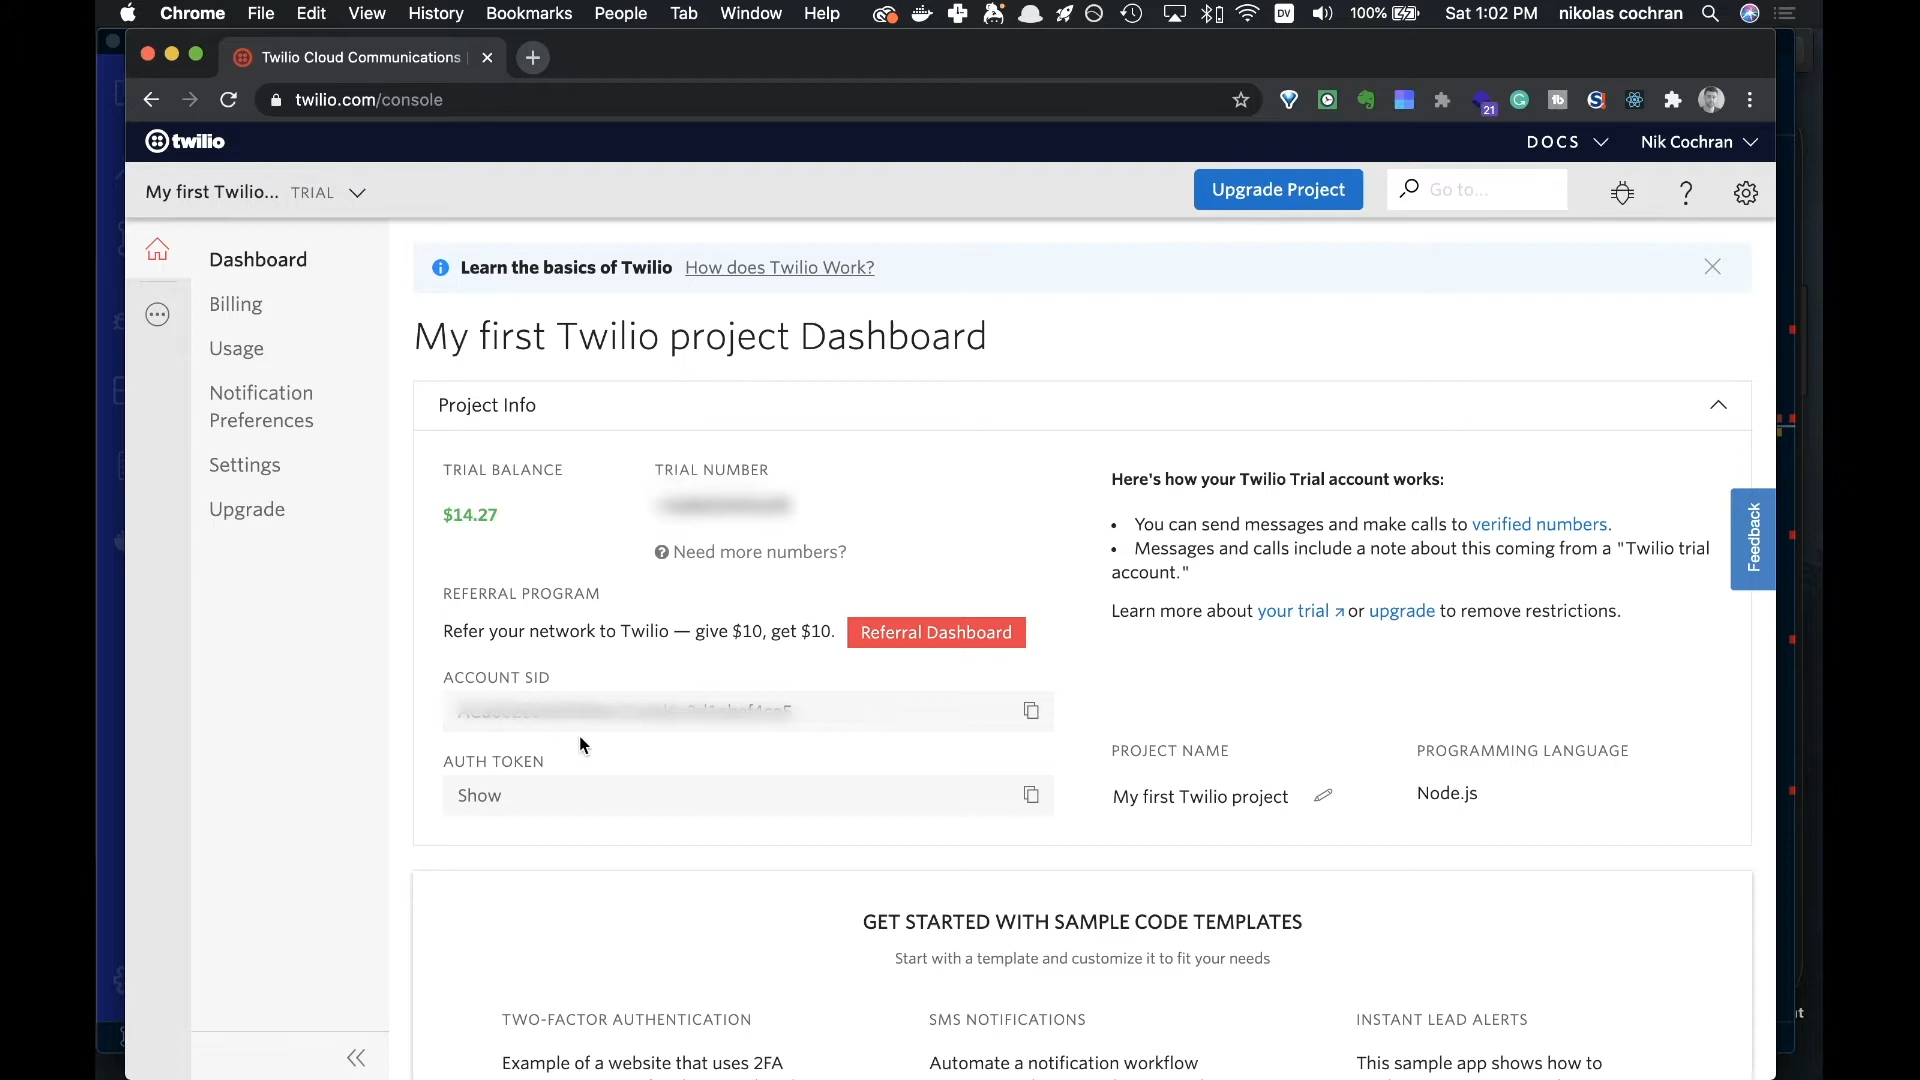 Chrome File Edit View History Bookmarks People Tab Window Help DV 100% Sat 1:02 PM nikolas cochran
Twilio Cloud Communications
twilio.com/console 21
twilio DOCS Nik Cochran
My first Twilio... TRIAL Upgrade Project Go to...
Dashboard
Billing
Usage
Notification
Preferences
Settings
Upgrade
Learn the basics of Twilio How does Twilio Work?
My first Twilio project Dashboard
Project Info
TRIAL BALANCE
$14.27
TRIAL NUMBER
Need more numbers?
REFERRAL PROGRAM
Refer your network to Twilio — give $10, get $10. Referral Dashboard
ACCOUNT SID
AUTH TOKEN
Show
Here's how your Twilio Trial account works:
• You can send messages and make calls to verified numbers.
• Messages and calls include a note about this coming from a "Twilio trial
account."
Learn more about your trial or upgrade to remove restrictions.
PROJECT NAME
My first Twilio project
PROGRAMMING LANGUAGE
Node.js
Feedback
GET STARTED WITH SAMPLE CODE TEMPLATES
Start with a template and customize it to fit your needs
TWO-FACTOR AUTHENTICATION
Example of a website that uses 2FA
SMS NOTIFICATIONS
Automate a notification workflow
INSTANT LEAD ALERTS
This sample app shows how to